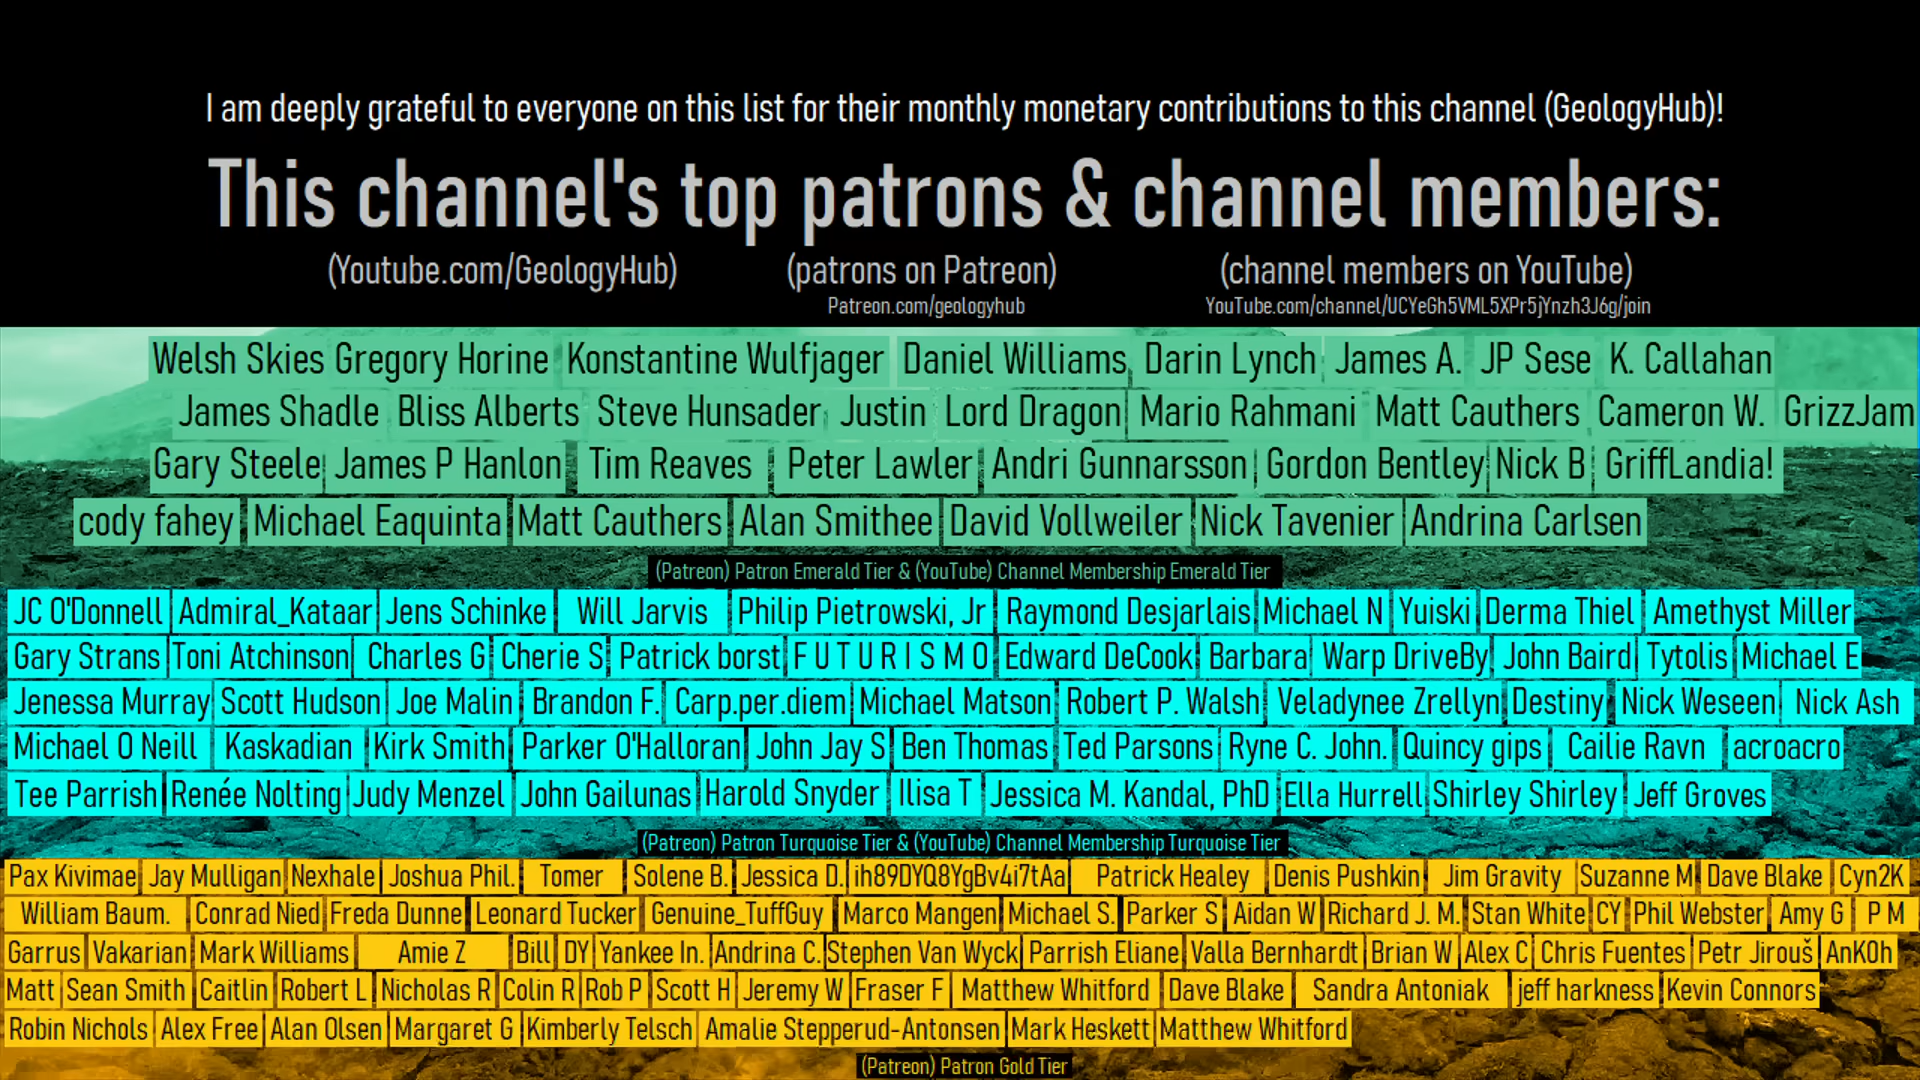 I am deeply grateful to everyone on this list for their monthly monetary contributions to this channel (GeologyHub)!
This channel's top patrons & channel members:
(Youtube.com/GeologyHub) (patrons on Patreon) (channel members on YouTube)
Patreon.com/geologyhub YouTube.com/channel/UCYeGh5VML5XPr5jYnzh3J6g/join
Welsh Skies Gregory Horine Konstantine Wulfjager Daniel Williams Darin Lynch James A. JP Sese K. Callahan
James Shadle Bliss Alberts Steve Hunsader Justin Lord Dragon Mario Rahmani Matt Cauthers Cameron W. GrizzJam
Gary Steele James P Hanlon Tim Reaves Peter Lawler Andri Gunnarsson Gordon Bentley Nick B GriffLandia!
cody fahey Michael Eaquinta Matt Cauthers Alan Smithee David Vollweiler Nick Tavenier Andrina Carlsen
(Patreon) Patron Emerald Tier & (YouTube) Channel Membership Emerald Tier
JC O'Donnell Admiral_Kataar Jens Schinke Will Jarvis Philip Pietrowski, Jr Raymond Desjarlais Michael N Yuiski Derma Thiel Amethyst Miller
Gary Strans Toni Atchinson Charles G Cherie S Patrick borst F U T U R I S M O Edward DeCook Barbara Warp DriveBy John Baird Tytolis Michael E
Jenessa Murray Scott Hudson Joe Malin Brandon F. Carp.per.diem Michael Matson Robert P. Walsh Veladynee Zrellyn Destiny Nick Weseen Nick Ash
Michael O Neill Kaskadian Kirk Smith Parker O'Halloran John Jay S Ben Thomas Ted Parsons Ryne C. John. Quincy gips Cailie Ravn acroacro
Tee Parrish Renée Nolting Judy Menzel John Gailunas Harold Snyder Ilisa T Jessica M. Kandal, PhD Ella Hurrell Shirley Shirley Jeff Groves
(Patreon) Patron Turquoise Tier & (YouTube) Channel Membership Turquoise Tier
Pax Kivimae Jay Mulligan Nexhale Joshua Phil. Tomer Solene B. Jessica D. ih89DYQ8YgBv4i7tAa Patrick Healey Denis Pushkin Jim Gravity Suzanne M Dave Blake Cyn2K
William Baum. Conrad Nied Freda Dunne Leonard Tucker Genuine_TuffGuy Marco Mangen Michael S. Parker S Aidan W Richard J. M. Stan White CY Phil Webster Amy G P M
Garrus Vakarian Mark Williams Amie Z Bill DY Yankee In. Andrina C. Stephen Van Wyck Parrish Eliane Valla Bernhardt Brian W Alex C Chris Fuentes Petr Jirouš AnKOh
Matt Sean Smith Caitlin Robert L Nicholas R Colin R Rob P Scott H Jeremy W Fraser F Matthew Whitford Dave Blake Sandra Antoniak jeff harkness Kevin Connors
Robin Nichols Alex Free Alan Olsen Margaret G Kimberly Telsch Amalie Stepperud-Antonsen Mark Heskett Matthew Whitford
(Patreon) Patron Gold Tier